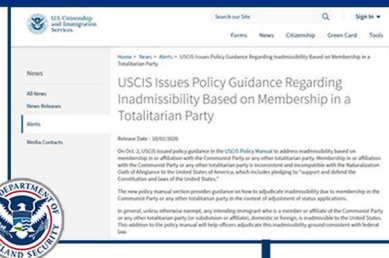 U.S. Citizenship
and Immigration
Services
Search our Site
Sign In
Forms News Citizenship Green Card Tools
Home > News > Alerts > USCIS Issues Policy Guidance Regarding Inadmissibility Based on Membership in a
Totalitarian Party
News
All News
News Releases
Alerts
Media Contacts
USCIS Issues Policy Guidance Regarding
Inadmissibility Based on Membership in a
Totalitarian Party
Release Date : 10/02/2020
On Oct. 2, USCIS issued policy guidance in the USCIS Policy Manual to address inadmissibility based on
membership in or affiliation with the Communist Party or any other totalitarian party. Membership in or affiliation
with the Communist Party or any other totalitarian party is inconsistent and incompatible with the Naturalization
Oath of Allegiance to the United States of America, which includes pledging to "support and defend the
Constitution and laws of the United States."
The new policy manual section provides guidance on how to adjudicate inadmissibility due to membership in the
Communist Party or any other totalitarian party in the context of adjustment of status applications.
In general, unless otherwise exempt, any intending immigrant who is a member or affiliate of the Communist Party
or any other totalitarian party (or subdivision or affiliate), domestic or foreign, is inadmissible to the United States.
This addition to the policy manual will help officers adjudicate this inadmissibility ground consistent with federal
law.
DEPARTM
LAND SECURITY